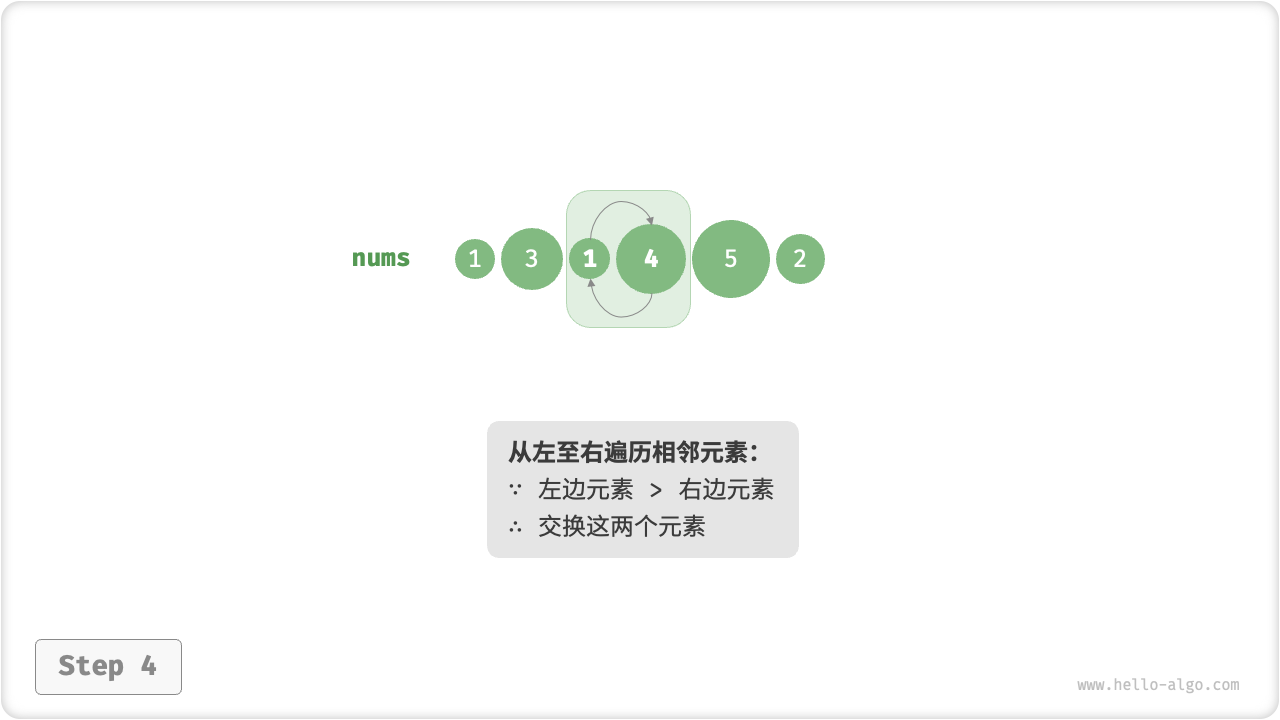 nums 1 3 1 4 5 2
从左至右遍历相邻元素：
∵ 左边元素 > 右边元素
∴ 交换这两个元素
Step 4
www.hello-algo.com